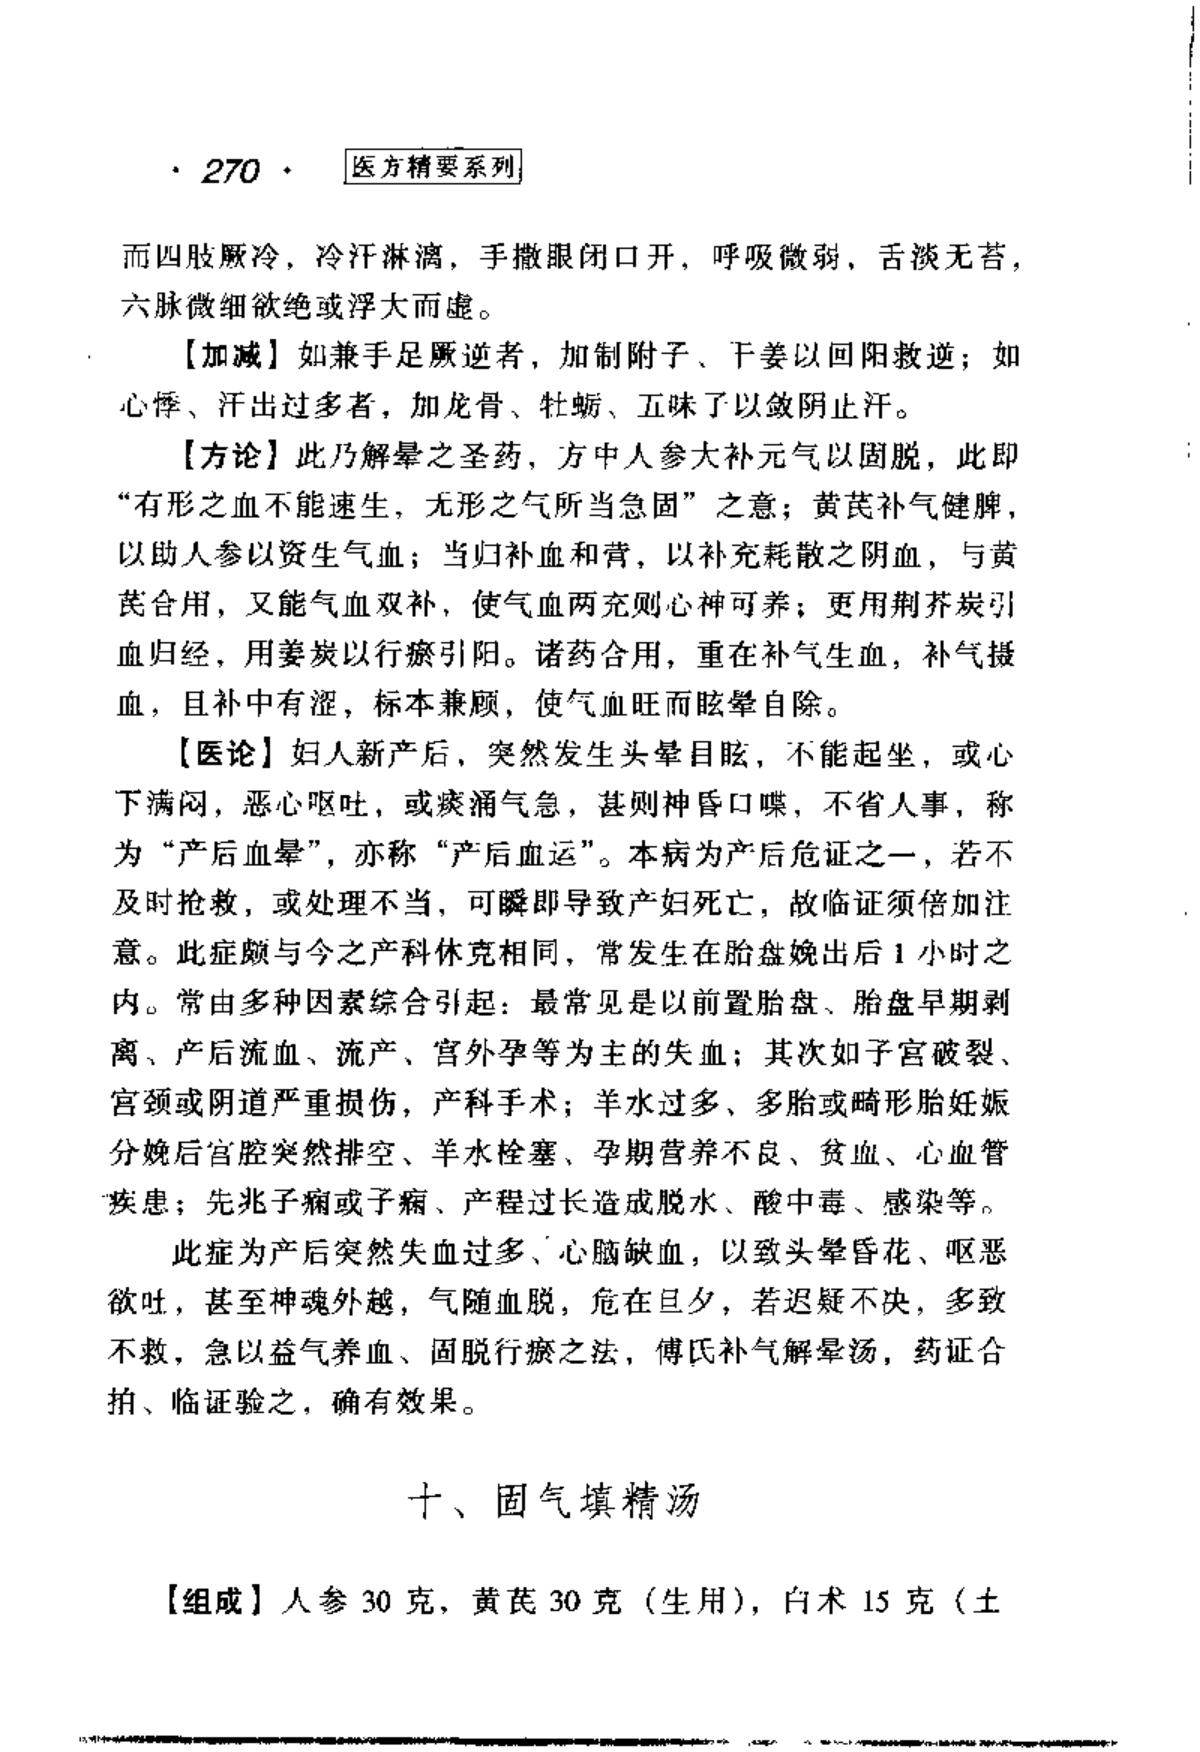 · 270 · 医方精要系列
而四肢厥冷，冷汗淋漓，手撒眼闭口开，呼吸微弱，舌淡无苔，
六脉微细欲绝或浮大而虚。
【加减】如兼手足厥逆者，加制附子、干姜以回阳救逆；如
心悸、汗出过多者，加龙骨、牡蛎、五味子以敛阴止汗。
【方论】此乃解晕之圣药，方中人参大补元气以固脱，此即
“有形之血不能速生，无形之气所当急固”之意；黄芪补气健脾，
以助人参以资生气血；当归补血和营，以补充耗散之阴血，与黄
芪合用，又能气血双补，使气血两充则心神可养；更用荆芥炭引
血归经，用姜炭以行瘀引阳。诸药合用，重在补气生血，补气摄
血，且补中有涩，标本兼顾，使气血旺而眩晕自除。
【医论】妇人新产后，突然发生头晕目眩，不能起坐，或心
下满闷，恶心呕吐，或痰涌气急，甚则神昏口噤，不省人事，称
为“产后血晕”，亦称“产后血运”。本病为产后危证之一，若不
及时抢救，或处理不当，可瞬即导致产妇死亡，故临证须倍加注
意。此症颇与今之产科休克相同，常发生在胎盘娩出后 1 小时之
内。常由多种因素综合引起：最常见是以前置胎盘、胎盘早期剥
离、产后流血、流产、宫外孕等为主的失血；其次如子宫破裂、
宫颈或阴道严重损伤，产科手术；羊水过多、多胎或畸形胎妊娠
分娩后宫腔突然排空、羊水栓塞、孕期营养不良、贫血、心血管
疾患；先兆子痫或子痫、产程过长造成脱水、酸中毒、感染等。
此症为产后突然失血过多、心脑缺血，以致头晕昏花、呕恶
欲吐，甚至神魂外越，气随血脱，危在旦夕，若迟疑不决，多致
不救，急以益气养血、固脱行瘀之法，傅氏补气解晕汤，药证合
拍、临证验之，确有效果。
十、固气填精汤
【组成】人参 30 克，黄芪 30 克（生用），白术 15 克（土